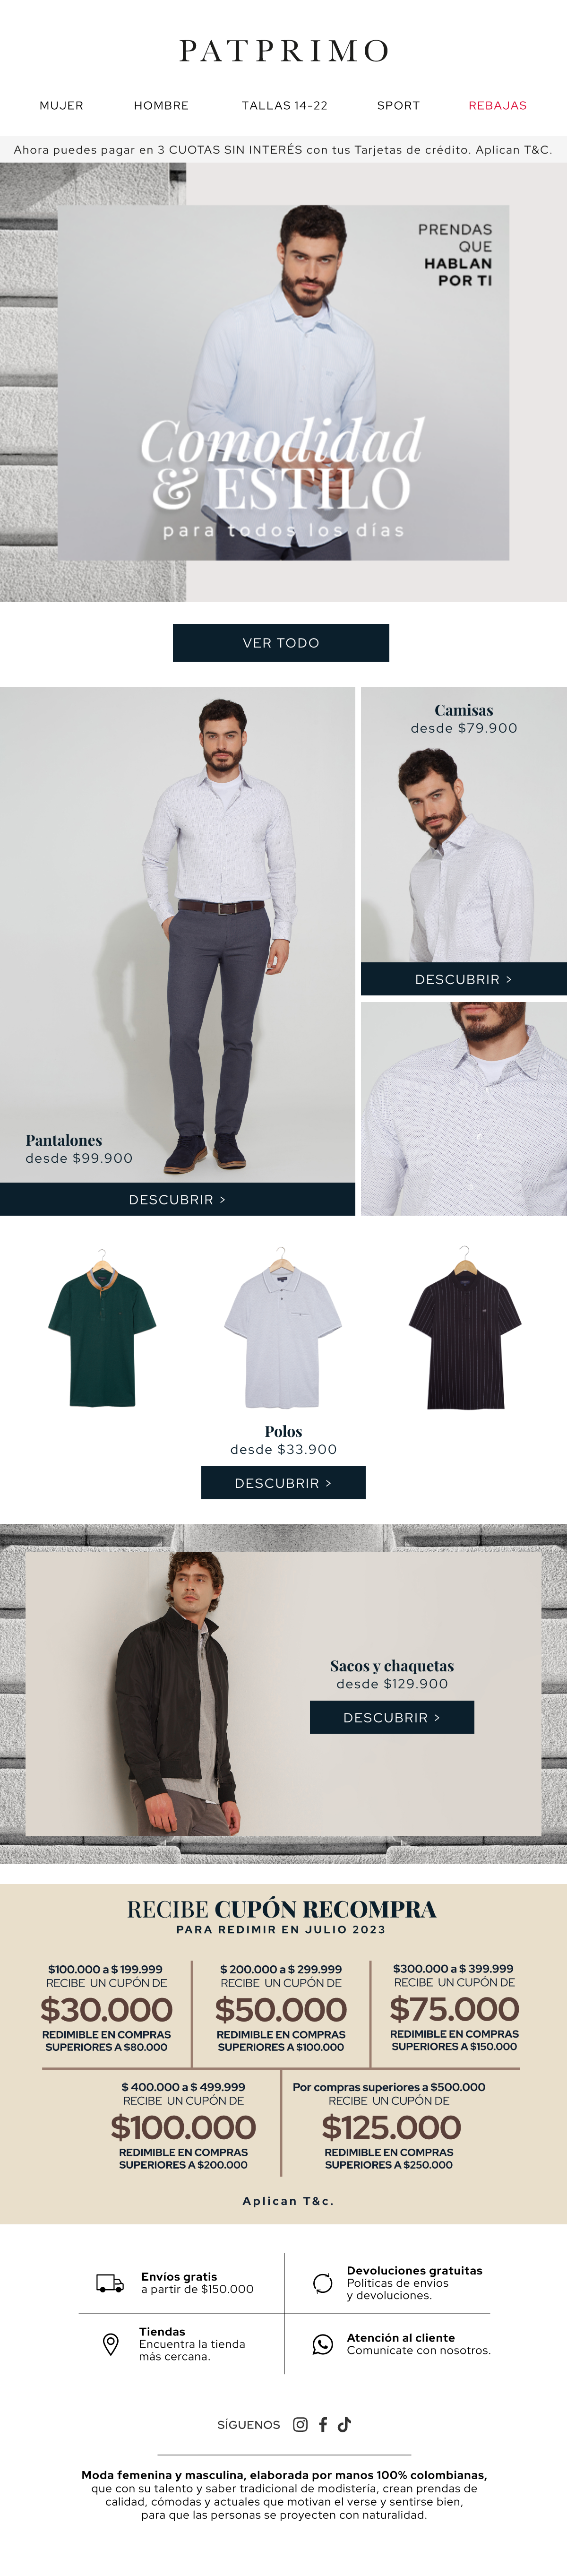 PATPRIMO
MUJER HOMBRE TALLAS 14-22 SPORT REBAJAS
Ahora puedes pagar en 3 CUOTAS SIN INTERÉS con tus Tarjetas de crédito. Aplican T&C.
PRENDAS
QUE
HABLAN
POR TI
Comodidad
& ESTILO
para todos los días
VER TODO
Camisas
desde $79.900
DESCUBRIR >
Pantalones
desde $99.900
DESCUBRIR >
Polos
desde $33.900
DESCUBRIR >
Sacos y chaquetas
desde $129.900
DESCUBRIR >
RECIBE CUPÓN RECOMPRA
PARA REDIMIR EN JULIO 2023
$100.000 a $ 199.999
RECIBE UN CUPÓN DE
$30.000
REDIMIBLE EN COMPRAS
SUPERIORES A $80.000
$ 200.000 a $ 299.999
RECIBE UN CUPÓN DE
$50.000
REDIMIBLE EN COMPRAS
SUPERIORES A $100.000
$300.000 a $ 399.999
RECIBE UN CUPÓN DE
$75.000
REDIMIBLE EN COMPRAS
SUPERIORES A $150.000
$ 400.000 a $ 499.999
RECIBE UN CUPÓN DE
$100.000
REDIMIBLE EN COMPRAS
SUPERIORES A $200.000
Por compras superiores a $500.000
RECIBE UN CUPÓN DE
$125.000
REDIMIBLE EN COMPRAS
SUPERIORES A $250.000
Aplican T&c.
Envíos gratis
a partir de $150.000
Devoluciones gratuitas
Políticas de envíos
y devoluciones.
Tiendas
Encuentra la tienda
más cercana.
Atención al cliente
Comunícate con nosotros.
SÍGUENOS
Moda femenina y masculina, elaborada por manos 100% colombianas,
que con su talento y saber tradicional de modistería, crean prendas de
calidad, cómodas y actuales que motivan el verse y sentirse bien,
para que las personas se proyecten con naturalidad.